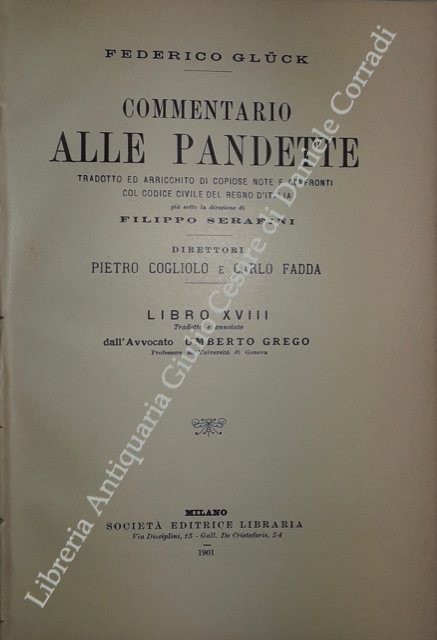 FEDERICO GLÜCK
COMMENTARIO
ALLE PANDETTE
TRADOTTO ED ARRICCHITO DI COPIOSE NOTE E CONFRONTI
COL CODICE CIVILE DEL REGNO D'ITALIA
già sotto la direzione di
FILIPPO SERAFINI
DIRETTORI
PIETRO COGLIOLO E CARLO FADDA
LIBRO XVIII
Tradotto e annotato
dall'Avvocato UMBERTO GREGO
Professore all'Università di Genova
MILANO
SOCIETÀ EDITRICE LIBRARIA
Via Disciplini, 15 - Gall. De Cristoforis, 54
1901
Libreria Antiquaria Giulio Cesare di Daniele Corradi